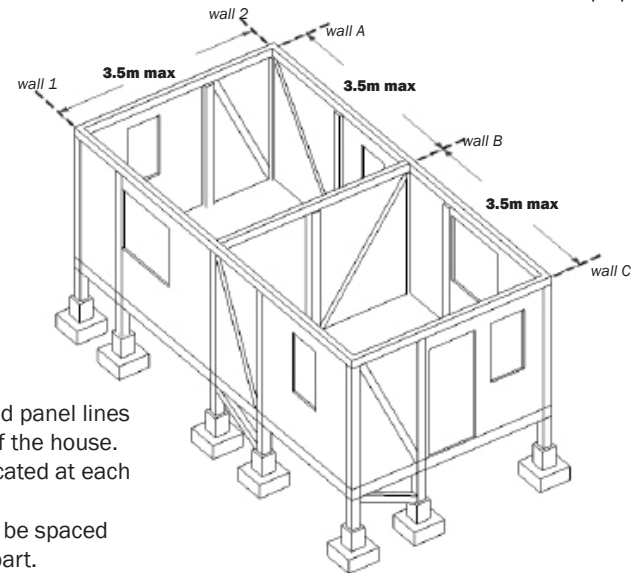 wall 2
wall A
3.5m max
wall 1
3.5m max
wall B
3.5m max
wall C
d panel lines
f the house.
cated at each
be spaced
part.